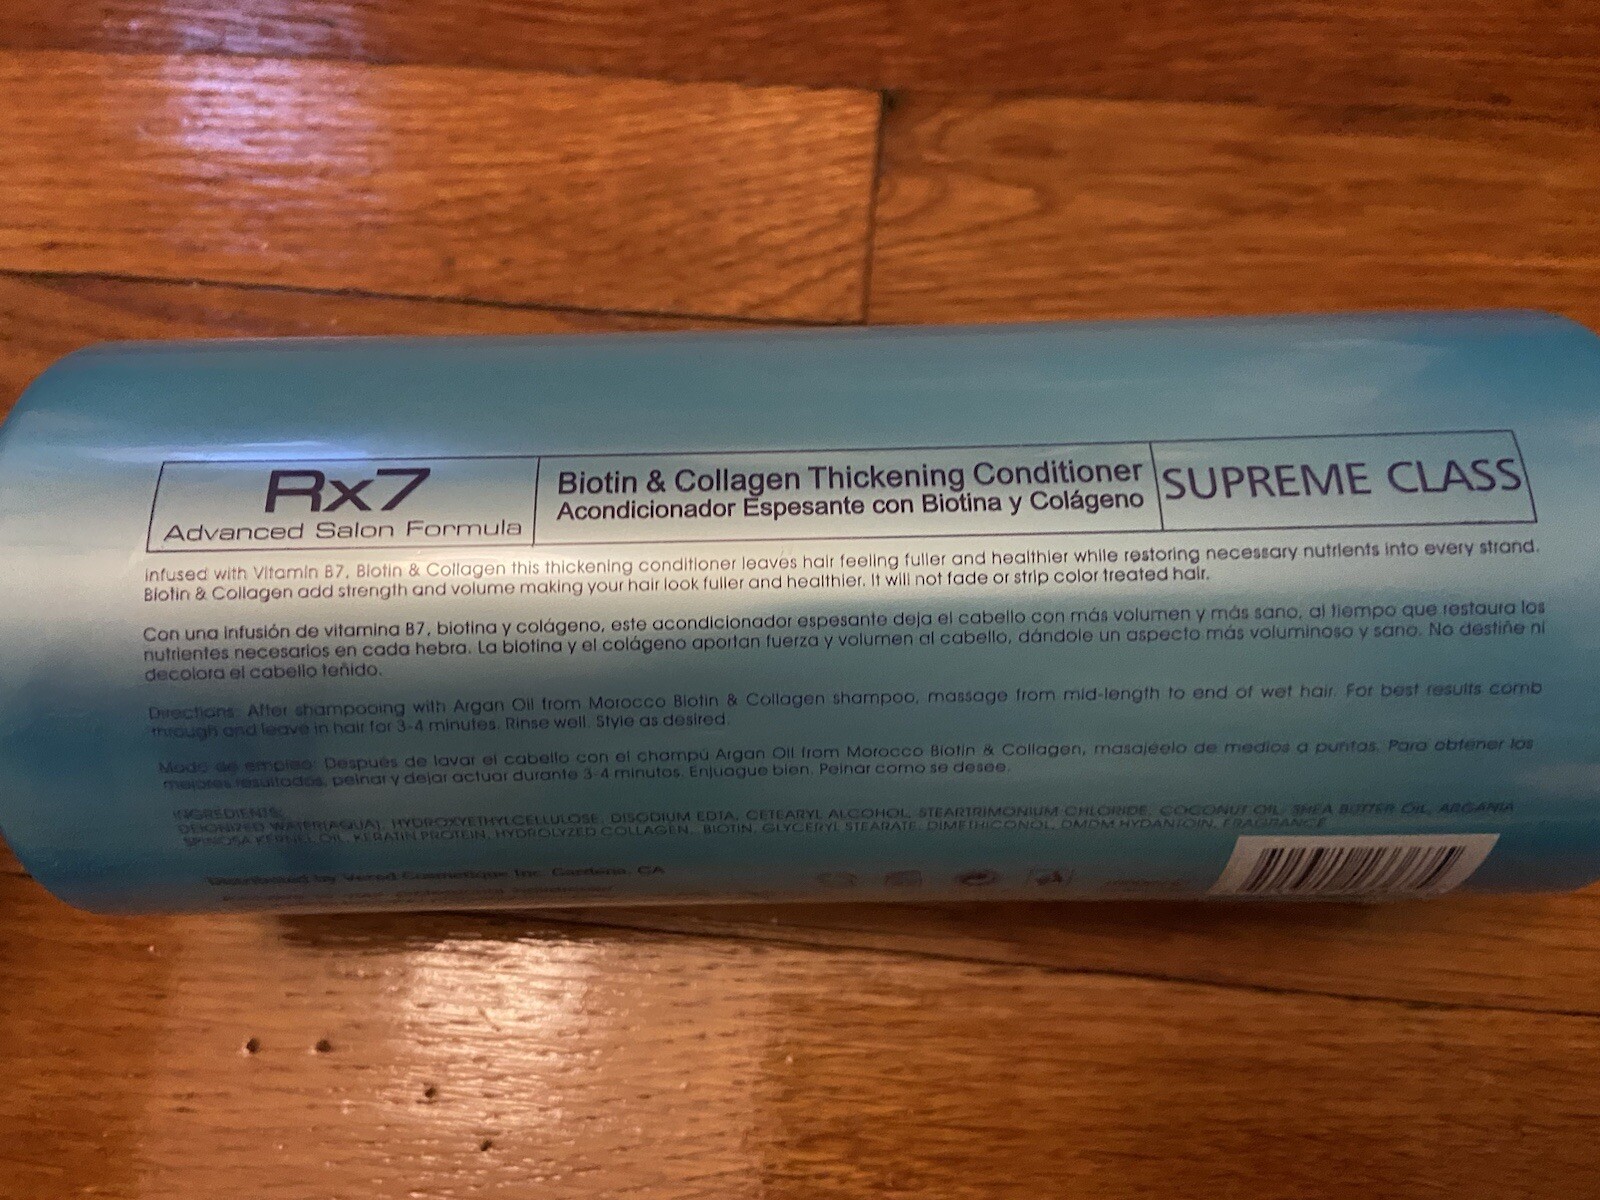 Rx7
Advanced Salon Formula
Biotin & Collagen Thickening Conditioner
Acondicionador Espesante con Biotina y Colágeno
SUPREME CLASS
Infused with Vitamin B7, Biotin & Collagen this thickening conditioner leaves hair feeling fuller and healthier while restoring necessary nutrients into every strand.
Biotin & Collagen add strength and volume making your hair look fuller and healthier. It will not fade or strip color treated hair.
Con una infusión de vitamina B7, biotina y colágeno, este acondicionador espesante deja el cabello con más volumen y más sano, al tiempo que restaura los
nutrientes necesarios en cada hebra. La biotina y el colágeno aportan fuerza y volumen al cabello, dándole un aspecto más voluminoso y sano. No destiñe ni
decolora el cabello teñido.
Directions: After shampooing with Argan Oil from Morocco Biotin & Collagen shampoo, massage from mid-length to end of wet hair. For best results comb
through and leave in hair for 3-4 minutes. Rinse well. Style as desired.
Modo de empleo: Después de lavar el cabello con el champú Argan Oil from Morocco Biotin & Collagen, masajéelo de medios a puntas. Para obtener los
mejores resultados, peinar y dejar actuar durante 3-4 minutos. Enjuague bien. Peinar como se desee.
INGREDIENTS:
DEIONIZED WATER(AQUA), HYDROXYETHYLCELLULOSE, DISODIUM EDTA, CETEARYL ALCOHOL, STEARTRIMONIUM CHLORIDE, COCONUT OIL, SHEA BUTTER OIL, ARGANIA
SPINOSA KERNEL OIL, KERATIN PROTEIN, HYDROLYZED COLLAGEN, BIOTIN, GLYCERYL STEARATE, DIMETHICONOL, DMDM HYDANTOIN, FRAGRANCE
Distributed by Cosmetique Inc. Gardena, CA